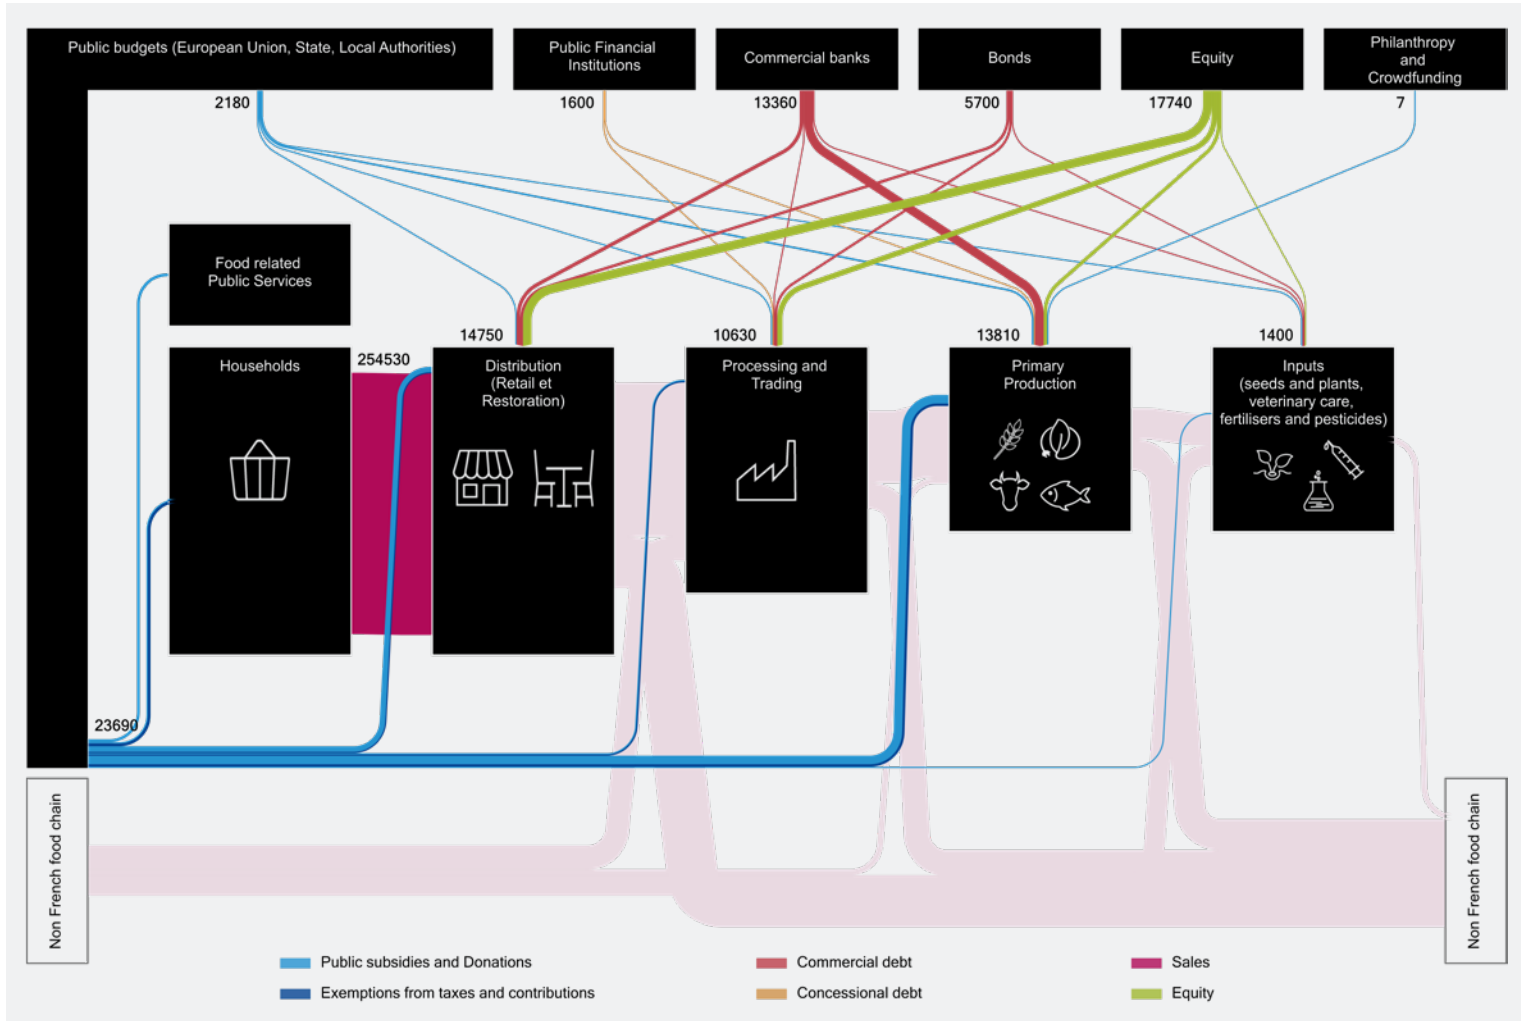 Public budgets (European Union, State, Local Authorities)
Public Financial
Institutions
Commercial banks
Bonds
Equity
Philanthropy
and
Crowdfunding
2180
1600
13360
5700
17740
7
Food related
Public Services
14750
10630
13810
1400
Households
254530
Distribution
(Retail et
Restoration)
Processing and
Trading
Primary
Production
Inputs
(seeds and plants,
veterinary care,
fertilisers and pesticides)
23690
Non French food chain
Non French food chain
Public subsidies and Donations
Commercial debt
Sales
Exemptions from taxes and contributions
Concessional debt
Equity